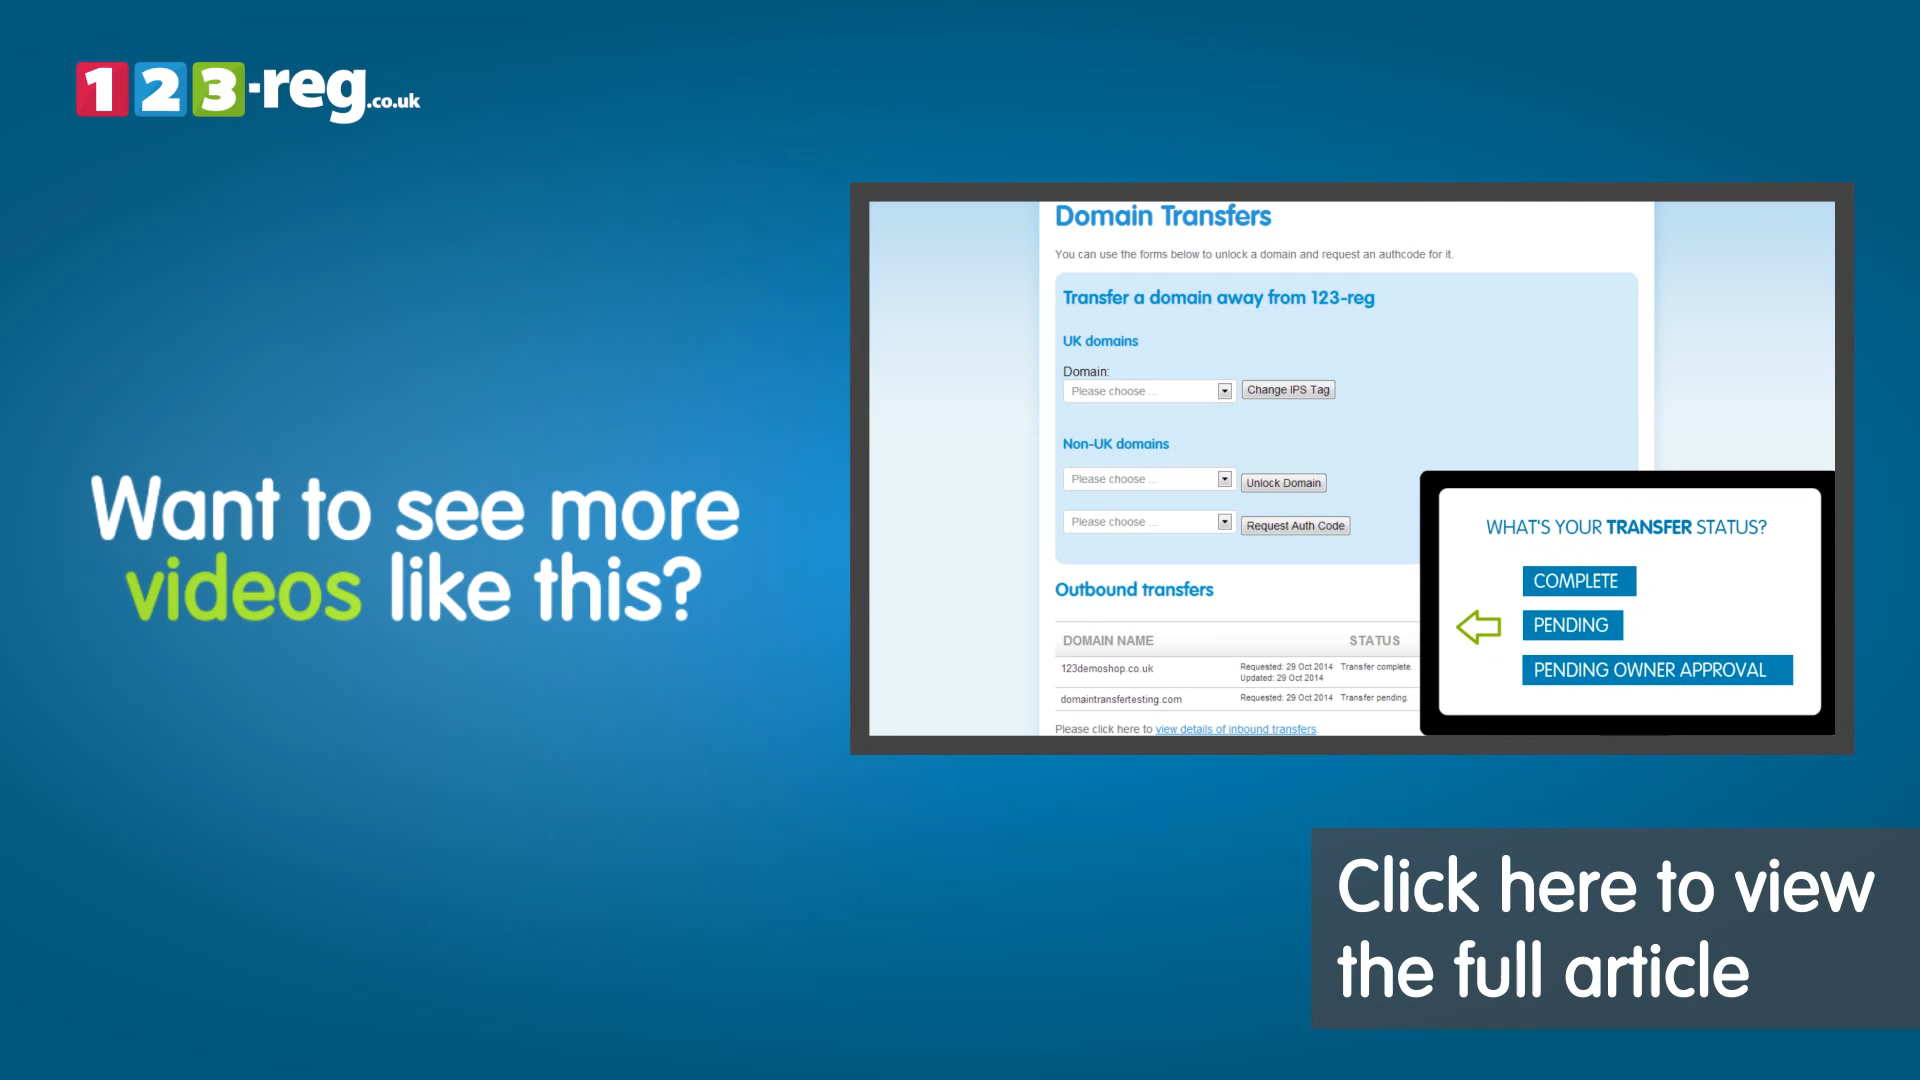 123-reg.co.uk
Want to see more
videos like this?
Domain Transfers
You can use the forms below to unlock a domain and request an authcode for it.
Transfer a domain away from 123-reg
UK domains
Domain:
Please choose ...
Change IPS Tag
Non-UK domains
Please choose ...
Unlock Domain
Please choose ...
Request Auth Code
Outbound transfers
DOMAIN NAME STATUS
123demoshop.co.uk Requested: 29 Oct 2014 Transfer complete.
Updated: 29 Oct 2014
domaintransfertesting.com Requested: 29 Oct 2014 Transfer pending.
Please click here to view details of inbound transfers.
WHAT'S YOUR TRANSFER STATUS?
COMPLETE
PENDING
PENDING OWNER APPROVAL
Click here to view
the full article